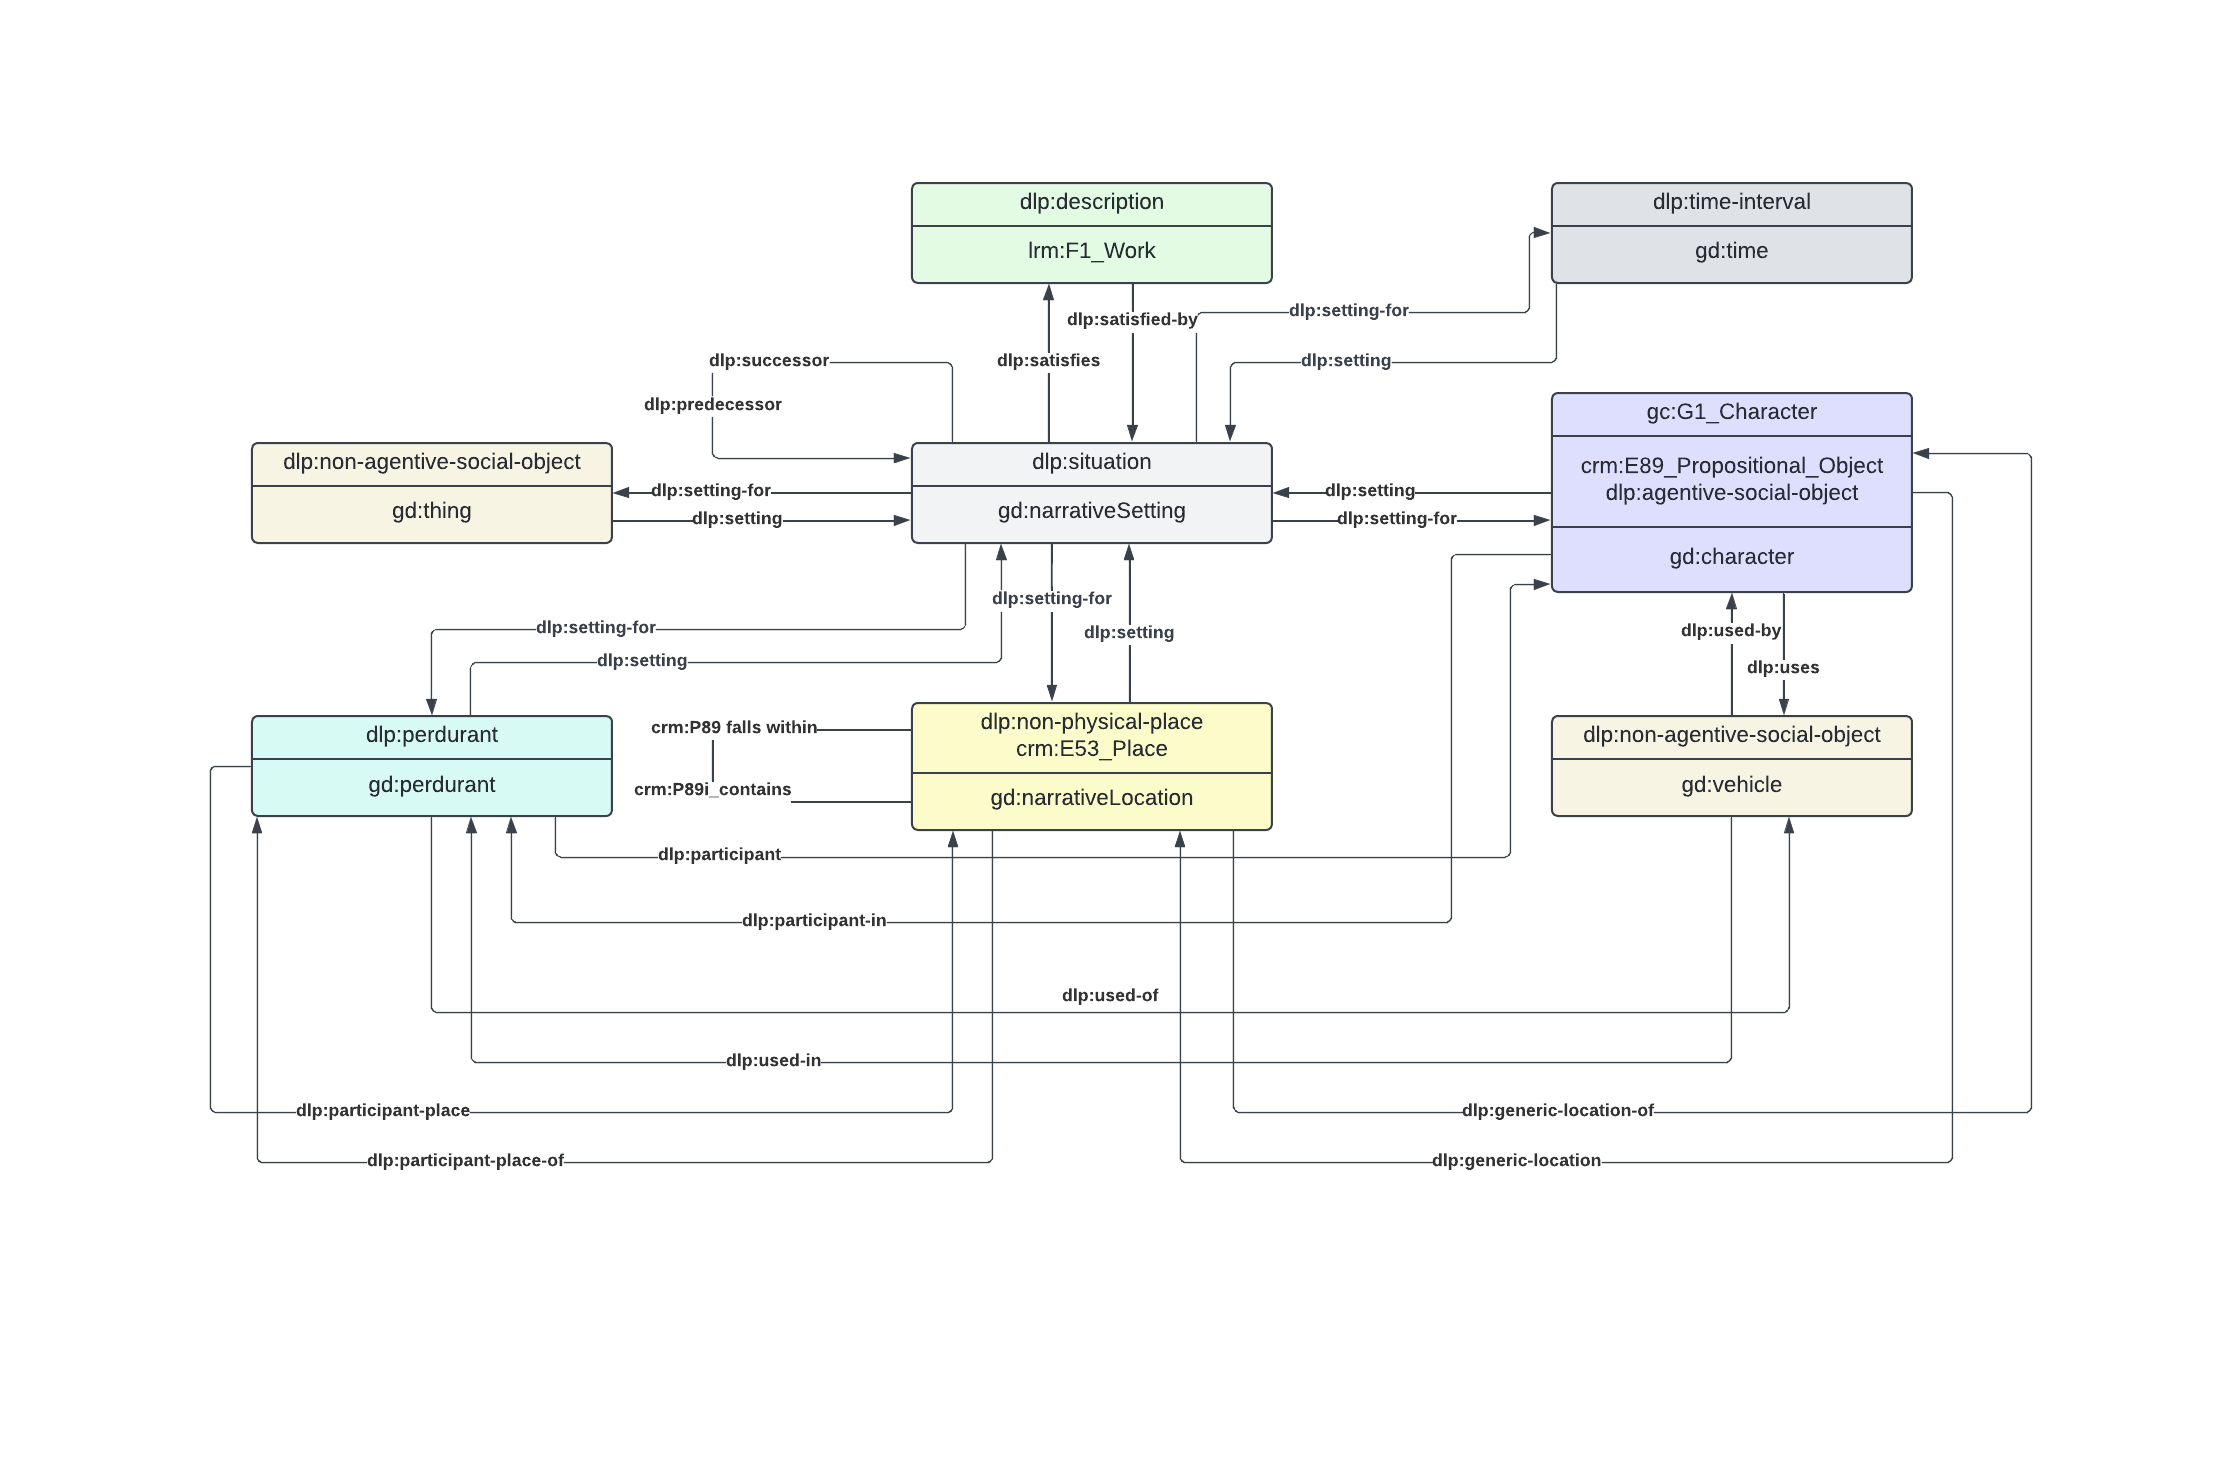 dlp:description
lrm:F1_Work
dlp:time-interval
gd:time
dlp:setting-for
dlp:satisfied-by
dlp:successor
dlp:satisfies
dlp:setting
dlp:predecessor
gc:G1_Character
crm:E89_Propositional_Object
dlp:agentive-social-object
gd:character
dlp:non-agentive-social-object
gd:thing
dlp:setting-for
dlp:setting
dlp:situation
gd:narrativeSetting
dlp:setting
dlp:setting-for
dlp:setting-for
dlp:setting-for
dlp:setting
dlp:setting
dlp:used-by
dlp:uses
dlp:perdurant
gd:perdurant
crm:P89 falls within
crm:P89i_contains
dlp:non-physical-place
crm:E53_Place
gd:narrativeLocation
dlp:non-agentive-social-object
gd:vehicle
dlp:participant
dlp:participant-in
dlp:used-of
dlp:used-in
dlp:participant-place
dlp:generic-location-of
dlp:participant-place-of
dlp:generic-location